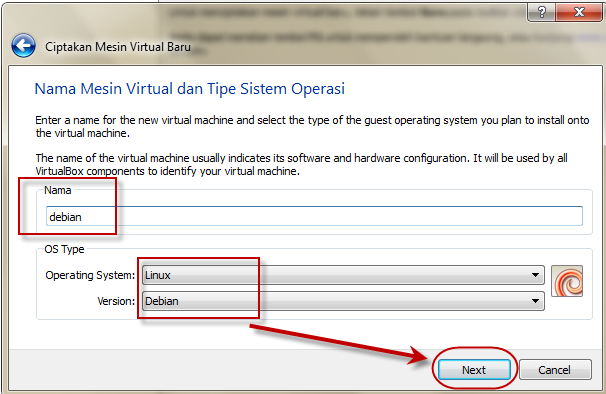 Ciptakan Mesin Virtual Baru
Nama Mesin Virtual dan Tipe Sistem Operasi
Enter a name for the new virtual machine and select the type of the guest operating system you plan to install onto
the virtual machine.
The name of the virtual machine usually indicates its software and hardware configuration. It will be used by all
VirtualBox components to identify your virtual machine.
Nama
debian
OS Type
Operating System: Linux
Version: Debian
Next Cancel